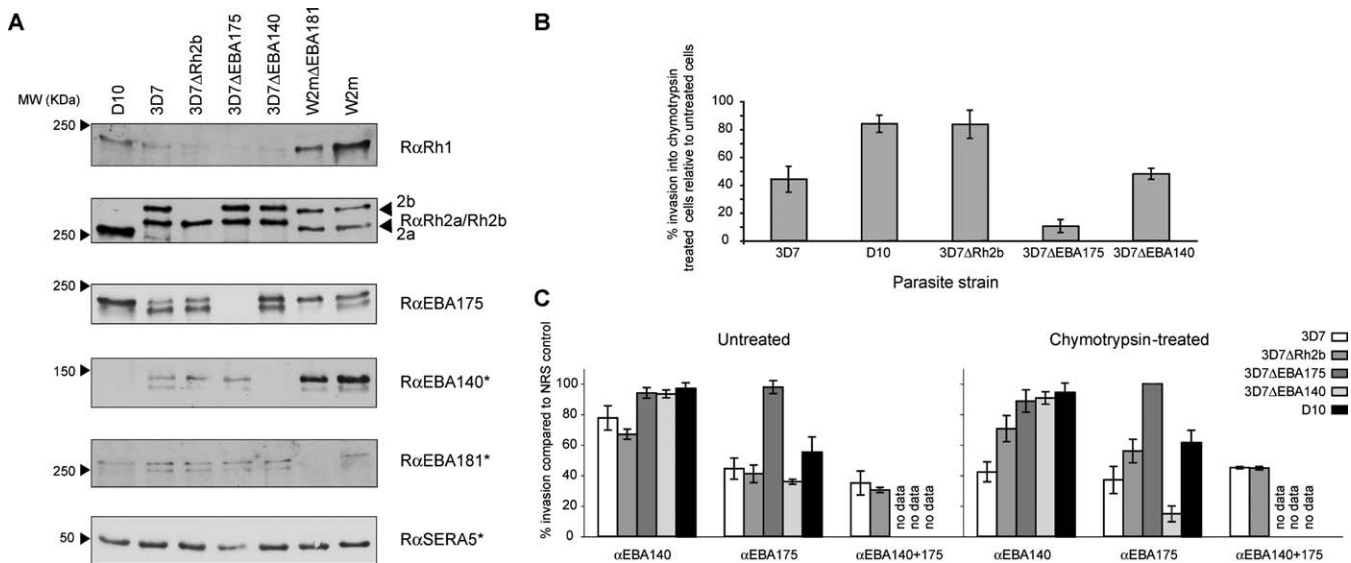 A
D10
3D7
3D7ΔRh2b
3D7ΔEBA175
3D7ΔEBA140
W2mΔEBA181
W2m
MW (KDa)
250
RαRh1
2b
RαRh2a/Rh2b
250
2a
250
RαEBA175
150
RαEBA140*
RαEBA181*
250
50
RαSERA5*
B
% invasion into chymotrypsin
treated cells relative to untreated cells
100
80
60
40
20
0
3D7
D10
3D7ΔRh2b
3D7ΔEBA175
3D7ΔEBA140
Parasite strain
C
Untreated
Chymotrypsin-treated
3D7
3D7ΔRh2b
3D7ΔEBA175
3D7ΔEBA140
D10
% invasion compared to NRS control
100
80
60
40
20
0
no data
no data
no data
no data
no data
no data
αEBA140
αEBA175
αEBA140+175
αEBA140
αEBA175
αEBA140+175